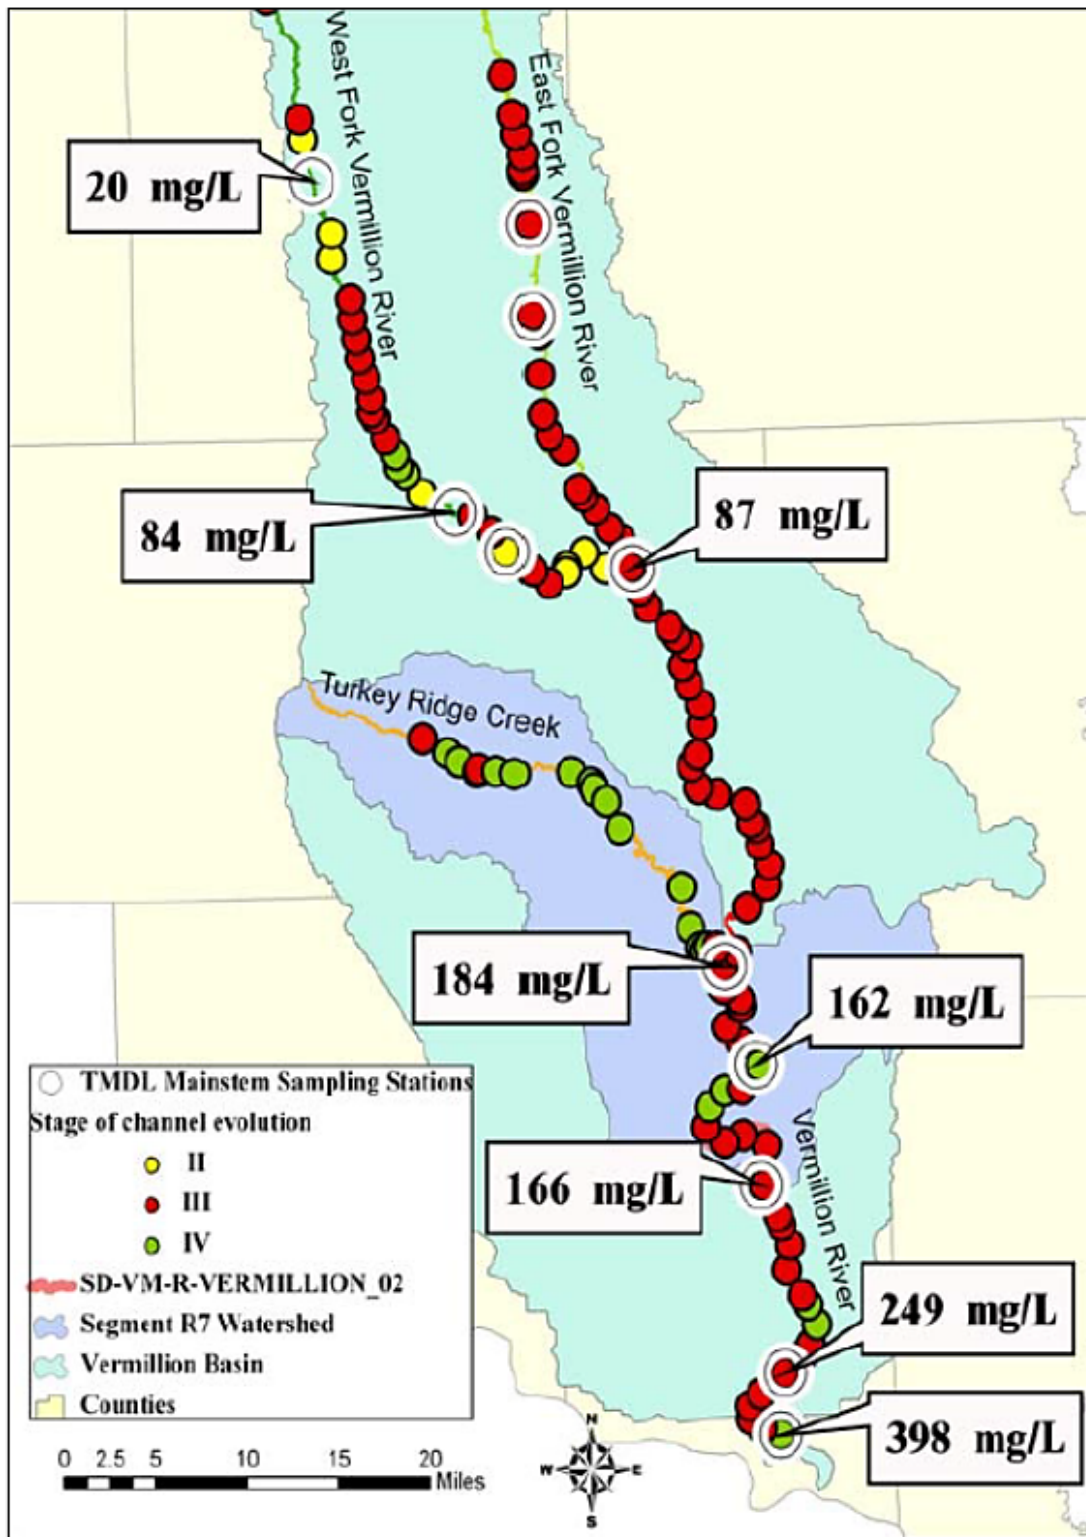 West Fork Vermillion River
East Fork Vermillion River
20 mg/L
84 mg/L
87 mg/L
Turkey Ridge Creek
184 mg/L
162 mg/L
166 mg/L
Vermillion River
249 mg/L
398 mg/L
TMDL Mainstem Sampling Stations
Stage of channel evolution
II
III
IV
SD-VM-R-VERMILLION_02
Segment R7 Watershed
Vermillion Basin
Counties
0 2.5 5 10 15 20
Miles
N
W E
S